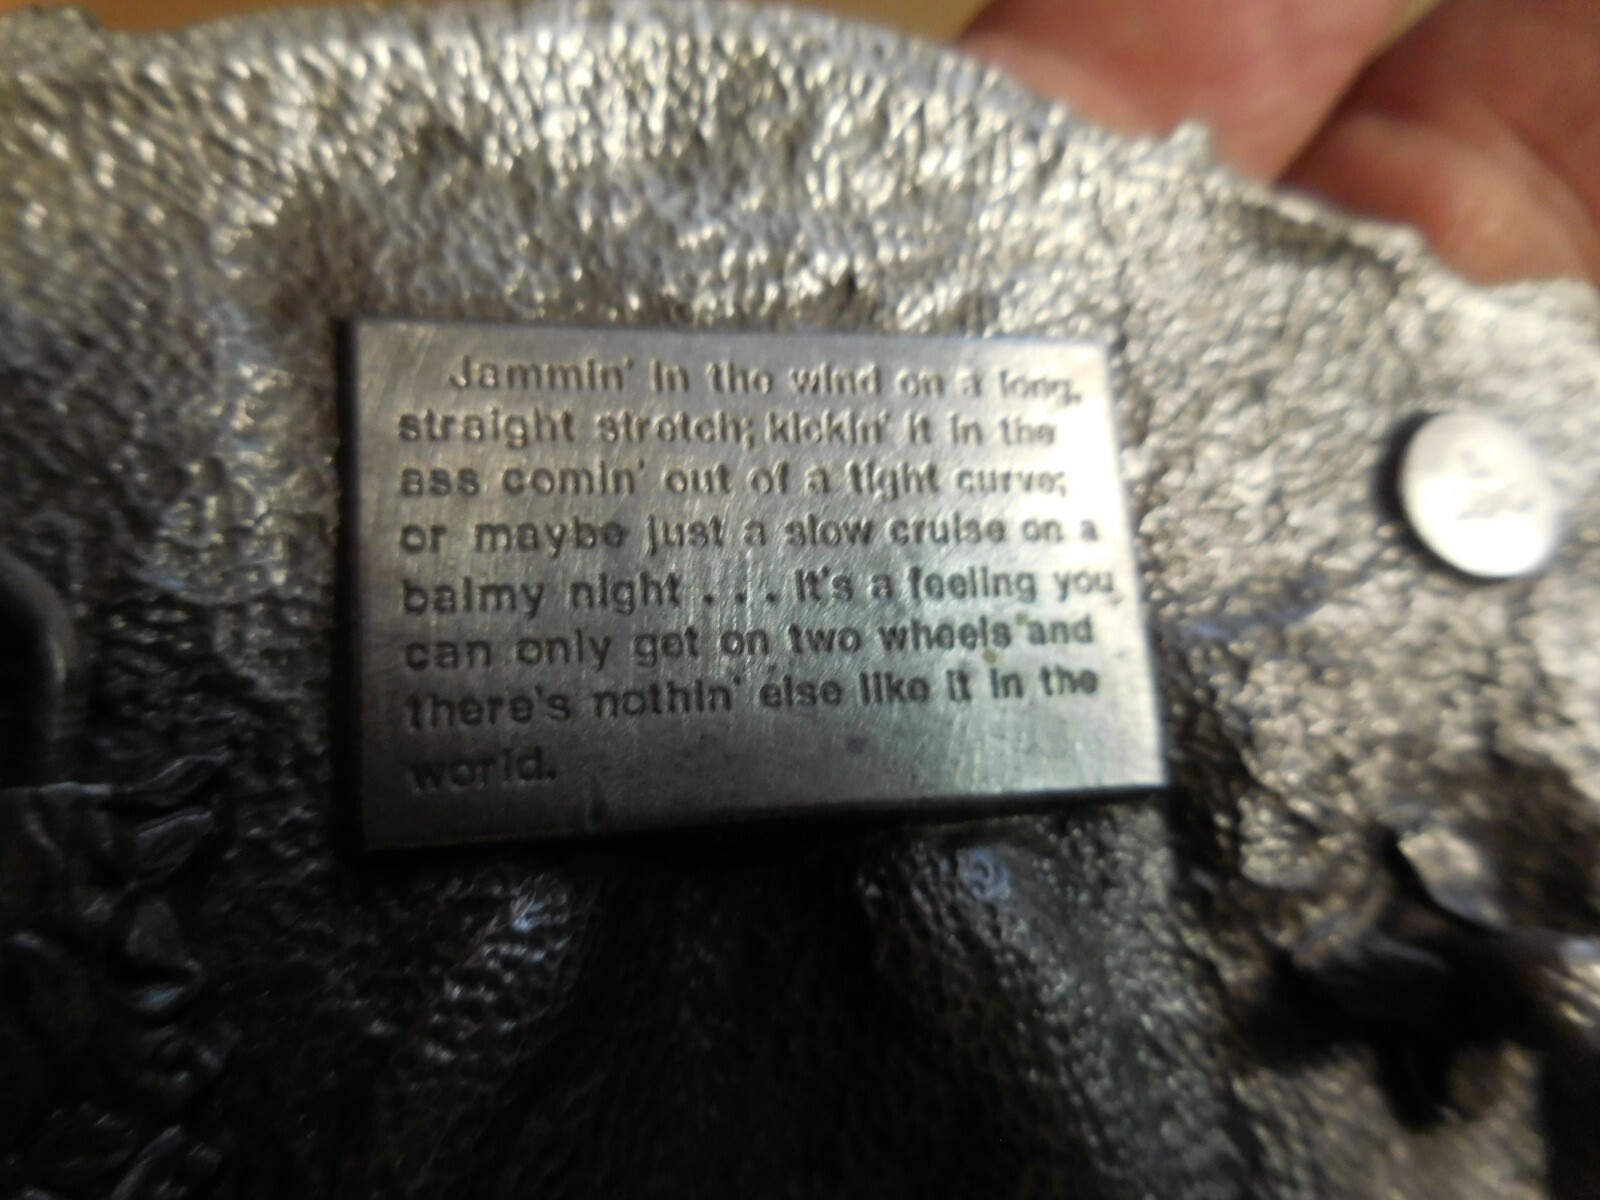 Jammin' in the wind on a long,
straight stretch; kickin' it in the
ass comin' out of a tight curve;
or maybe just a slow cruise on a
balmy night . . . it's a feeling you
can only get on two wheels and
there's nothin' else like it in the
world.